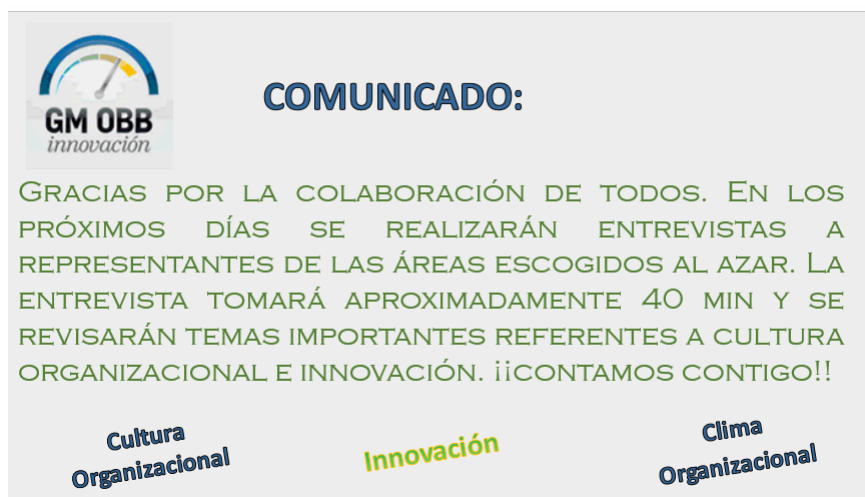 GM OBB
innovación
COMUNICADO:
GRACIAS POR LA COLABORACIÓN DE TODOS. EN LOS
PRÓXIMOS DÍAS SE REALIZARÁN ENTREVISTAS A
REPRESENTANTES DE LAS ÁREAS ESCOGIDOS AL AZAR. LA
ENTREVISTA TOMARÁ APROXIMADAMENTE 40 MIN Y SE
REVISARÁN TEMAS IMPORTANTES REFERENTES A CULTURA
ORGANIZACIONAL E INNOVACIÓN. ¡¡CONTAMOS CONTIGO!!
Cultura
Organizacional
Innovación
Clima
Organizacional